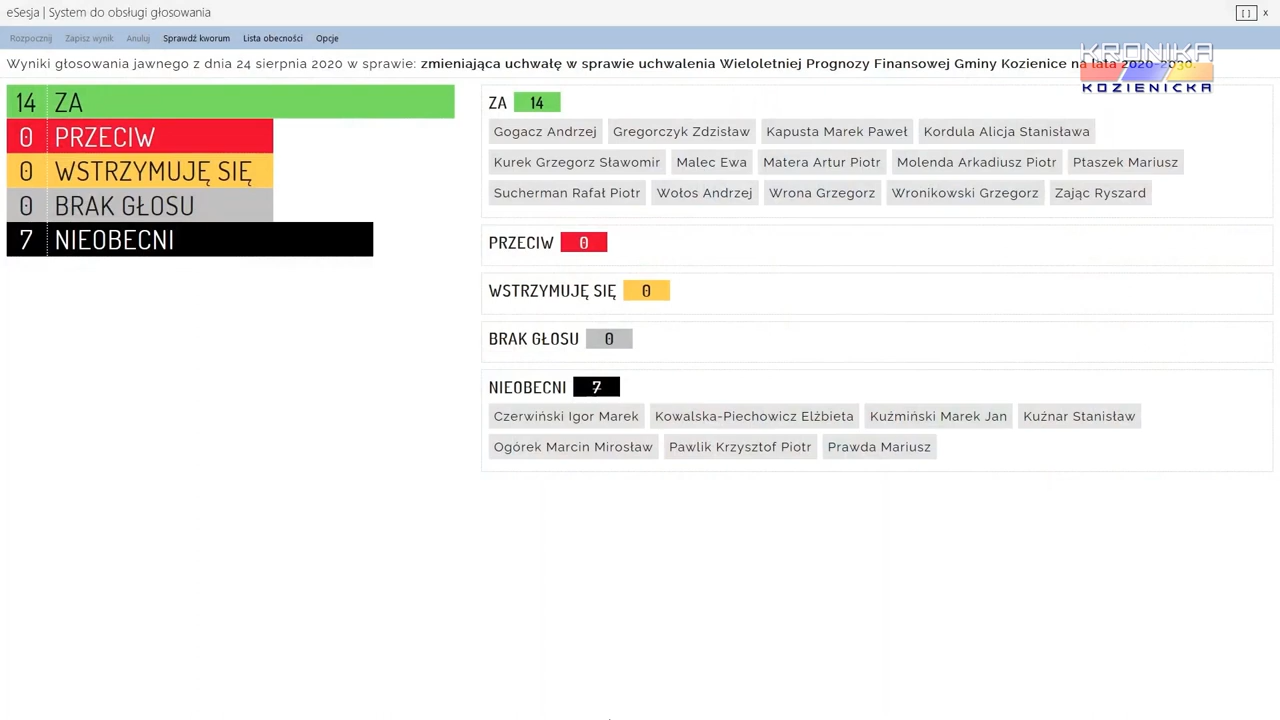 eSesja | System do obsługi głosowania
[ ] x
Rozpocznij Zapisz wynik Anuluj Sprawdź kworum Lista obecności Opcje
KRONIKA
KOZIENICKA
Wyniki głosowania jawnego z dnia 24 sierpnia 2020 w sprawie: zmieniająca uchwałę w sprawie uchwalenia Wieloletniej Prognozy Finansowej Gminy Kozienice na lata 2020-2030.
14 ZA
0 PRZECIW
0 WSTRZYMUJĘ SIĘ
0 BRAK GŁOSU
7 NIEOBECNI
ZA 14
Gogacz Andrzej Gregorczyk Zdzisław Kapusta Marek Paweł Kordula Alicja Stanisława
Kurek Grzegorz Sławomir Malec Ewa Matera Artur Piotr Molenda Arkadiusz Piotr Ptaszek Mariusz
Sucherman Rafał Piotr Wołos Andrzej Wrona Grzegorz Wronikowski Grzegorz Zając Ryszard
PRZECIW 0
WSTRZYMUJĘ SIĘ 0
BRAK GŁOSU 0
NIEOBECNI 7
Czerwiński Igor Marek Kowalska-Piechowicz Elżbieta Kuźmiński Marek Jan Kuźnar Stanisław
Ogórek Marcin Mirosław Pawlik Krzysztof Piotr Prawda Mariusz